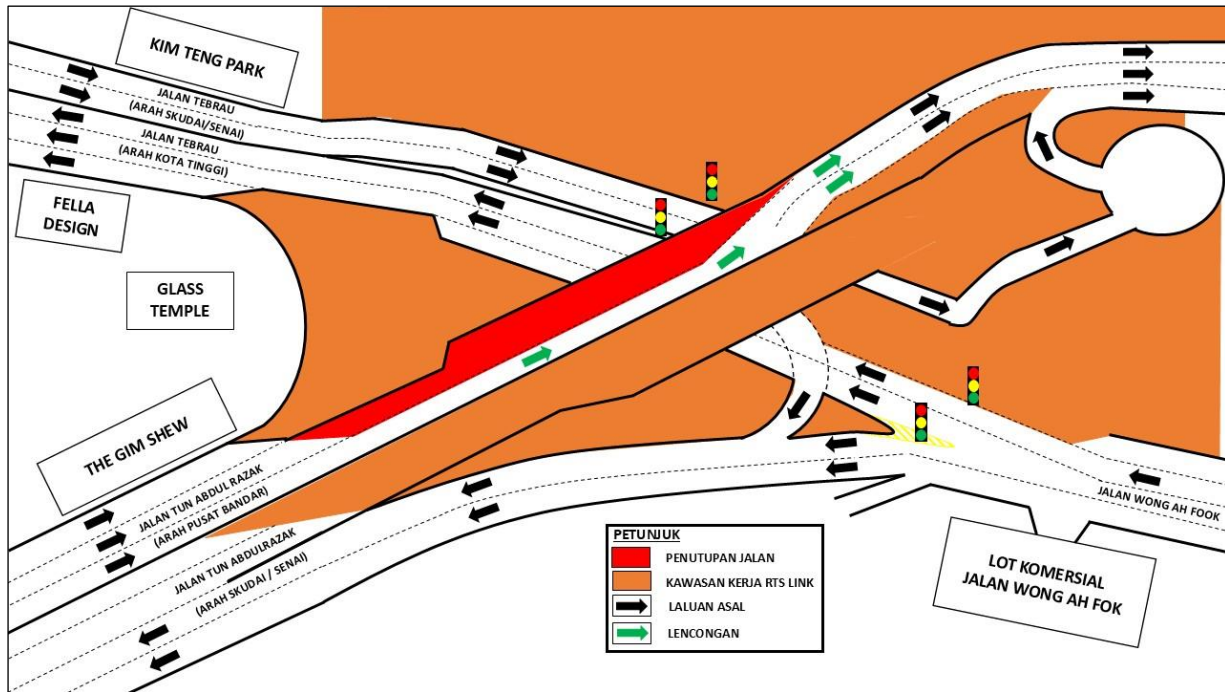 KIM TENG PARK
JALAN TEBRAU
(ARAH SKUDAI/SENAI)
JALAN TEBRAU
(ARAH KOTA TINGGI)
FELLA
DESIGN
GLASS
TEMPLE
THE GIM SHEW
JALAN TUN ABDUL RAZAK
(ARAH PUSAT BANDAR)
JALAN TUN ABDULRAZAK
(ARAH SKUDAI / SENAI)
JALAN WONG AH FOOK
LOT KOMERSIAL
JALAN WONG AH FOK
PETUNJUK
PENUTUPAN JALAN
KAWASAN KERJA RTS LINK
LALUAN ASAL
LENCONGAN